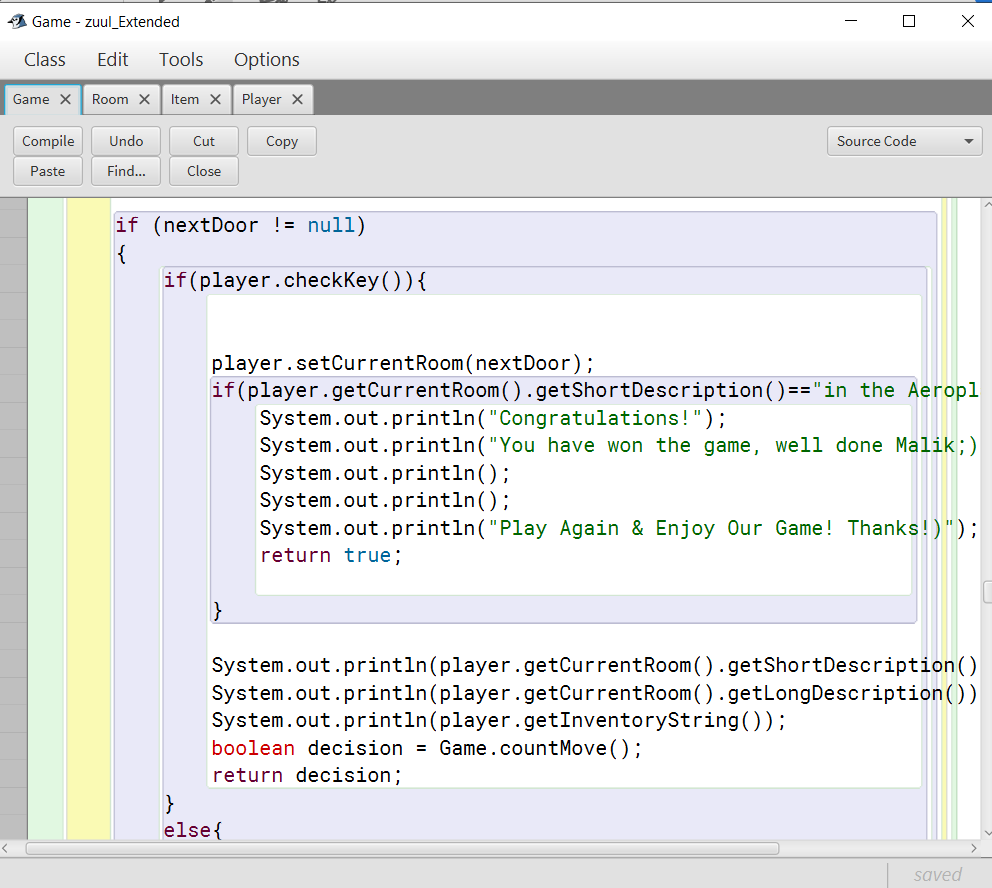 Game - zuul_Extended
Class Edit Tools Options
Game Room Item Player
Compile Undo Cut Copy Source Code
Paste Find... Close
if (nextDoor != null)
{
if(player.checkKey()){
player.setCurrentRoom(nextDoor);
if(player.getCurrentRoom().getShortDescription()=="in the Aeropl
System.out.println("Congratulations!");
System.out.println("You have won the game, well done Malik;)
System.out.println();
System.out.println();
System.out.println("Play Again & Enjoy Our Game! Thanks!)");
return true;
}
System.out.println(player.getCurrentRoom().getShortDescription()
System.out.println(player.getCurrentRoom().getLongDescription())
System.out.println(player.getInventoryString());
boolean decision = Game.countMove();
return decision;
}
else{
saved